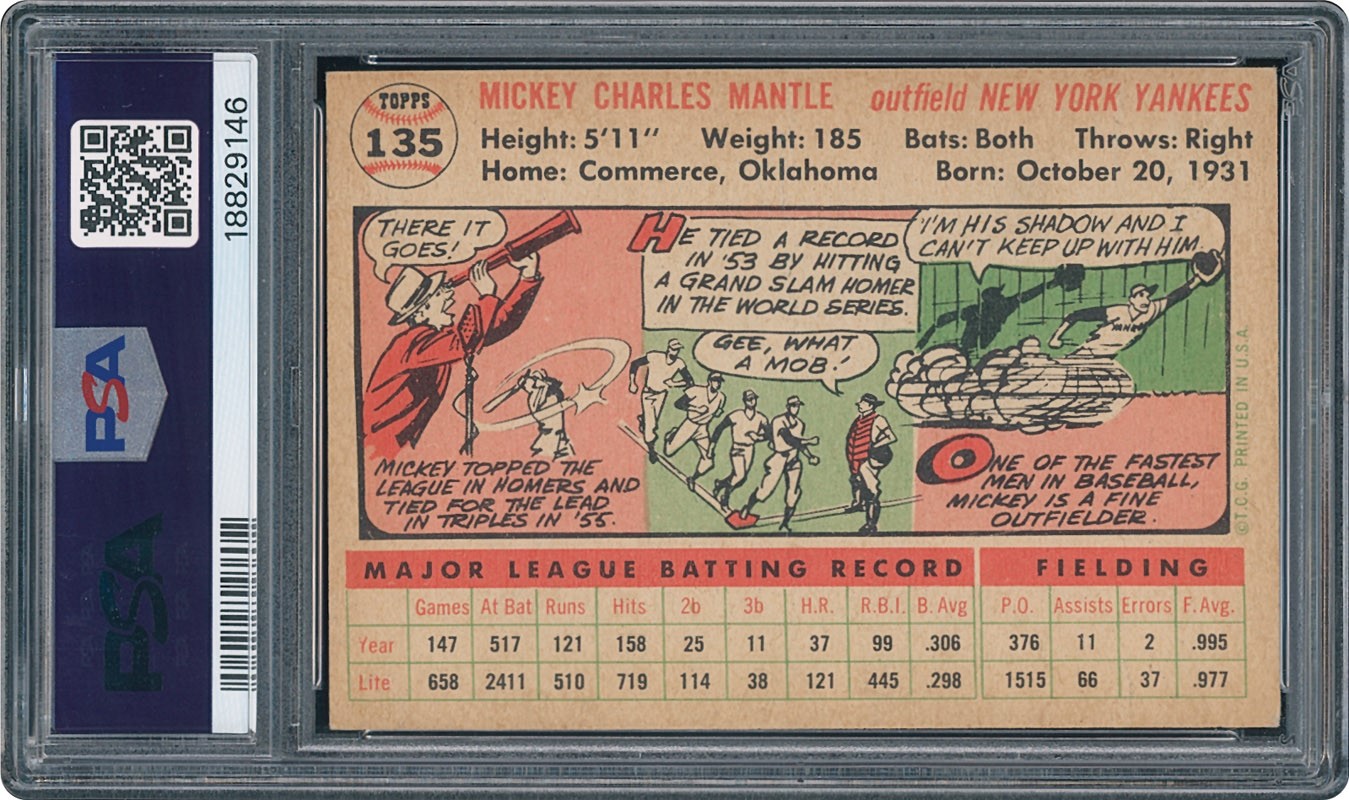 18829146
PSA
PSA
PSA
TOPPS
135
MICKEY CHARLES MANTLE outfield NEW YORK YANKEES
Height: 5'11" Weight: 185 Bats: Both Throws: Right
Home: Commerce, Oklahoma Born: October 20, 1931
THERE IT
GOES!
MICKEY TOPPED THE
LEAGUE IN HOMERS AND
TIED FOR THE LEAD
IN TRIPLES IN '55.
HE TIED A RECORD
IN '53 BY HITTING
A GRAND SLAM HOMER
IN THE WORLD SERIES.
GEE, WHAT
A MOB!
I'M HIS SHADOW AND I
CAN'T KEEP UP WITH HIM.
ONE OF THE FASTEST
MEN IN BASEBALL,
MICKEY IS A FINE
OUTFIELDER.
©T.C.G. PRINTED IN U.S.A.
MAJOR LEAGUE BATTING RECORD FIELDING
Games At Bat Runs Hits 2b 3b H.R. R.B.I. B. Avg P.O. Assists Errors F. Avg.
Year 147 517 121 158 25 11 37 99 .306 376 11 2 .995
Life 658 2411 510 719 114 38 121 445 .298 1515 66 37 .977